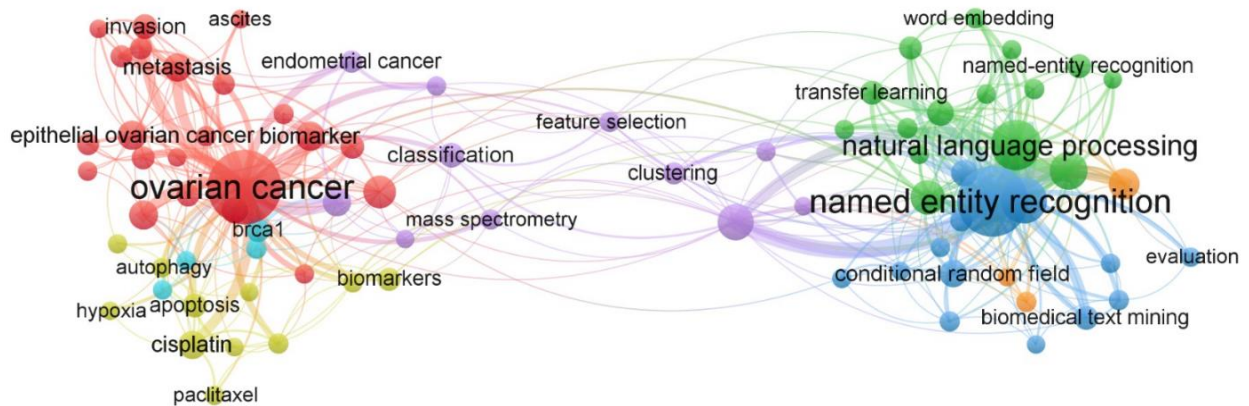 word embedding
ascites
invasion
endometrial cancer
metastasis
named-entity recognition
transfer learning
feature selection
epithelial ovarian cancer
biomarker
natural language processing
classification
clustering
ovarian cancer
named entity recognition
mass spectrometry
brca1
evaluation
autophagy
biomarkers
conditional random field
hypoxia
apoptosis
biomedical text mining
cisplatin
paclitaxel